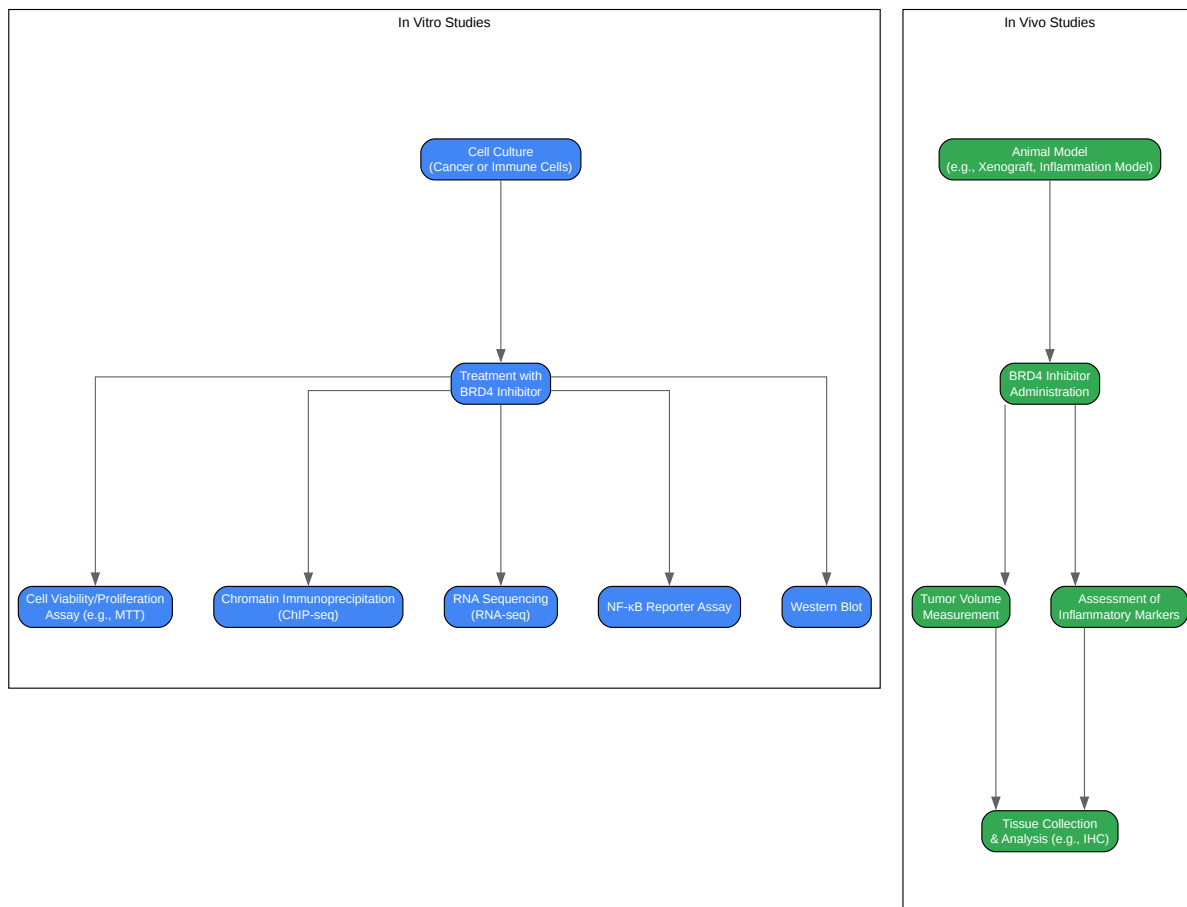 In Vitro Studies
Cell Culture
(Cancer or Immune Cells)
Treatment with
BRD4 Inhibitor
Cell Viability/Proliferation
Assay (e.g., MTT)
Chromatin Immunoprecipitation
(ChIP-seq)
RNA Sequencing
(RNA-seq)
NF-κB Reporter Assay
Western Blot
In Vivo Studies
Animal Model
(e.g., Xenograft, Inflammation Model)
BRD4 Inhibitor
Administration
Tumor Volume
Measurement
Assessment of
Inflammatory Markers
Tissue Collection
& Analysis (e.g., IHC)